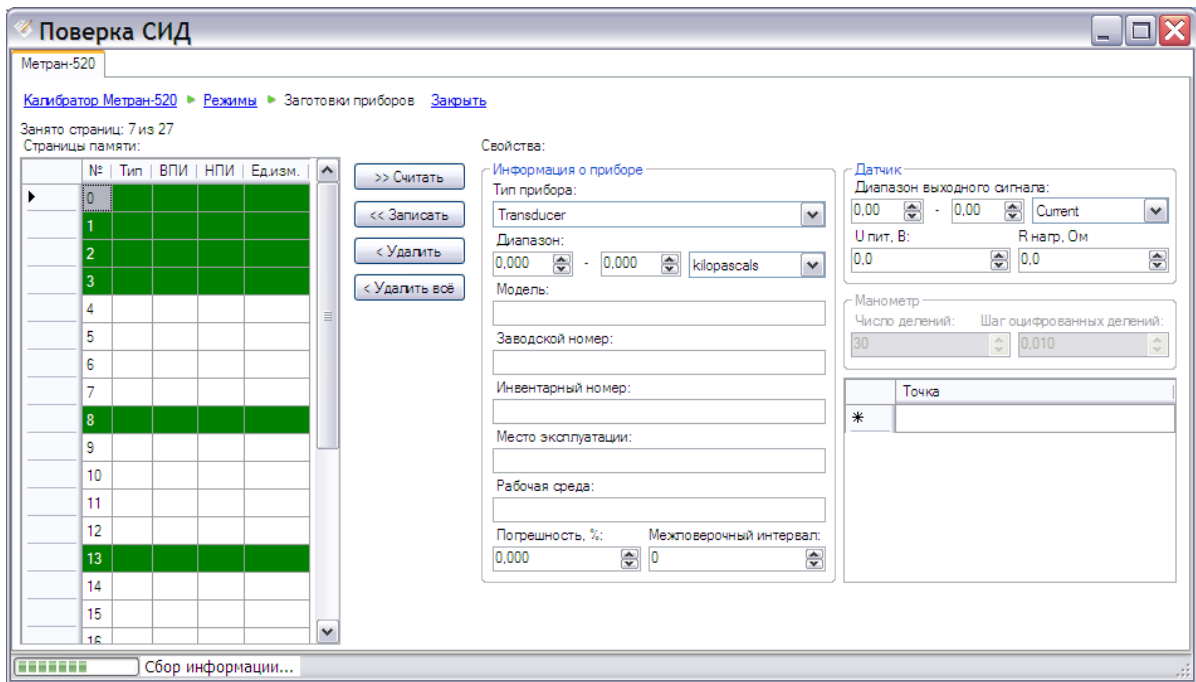 Поверка СИД
Метран-520
Калибратор Метран-520 Режимы Заготовки приборов Закрыть
Занято страниц: 7 из 27
Страницы памяти:
№ Тип ВПИ НПИ Ед.изм.
0
1
2
3
4
5
6
7
8
9
10
11
12
13
14
15
16
>> Считать
<< Записать
< Удалить
< Удалить всё
Свойства:
Информация о приборе
Тип прибора:
Transducer
Диапазон:
0,000 - 0,000 kilopascals
Модель:
Заводской номер:
Инвентарный номер:
Место эксплуатации:
Рабочая среда:
Погрешность, %: Межповерочный интервал:
0,000 0
Датчик
Диапазон выходного сигнала:
0,00 - 0,00 Current
U пит, В: R нагр, Ом
0,0 0,0
Манометр
Число делений: Шаг оцифрованных делений:
30 0,010
Точка
Сбор информации...